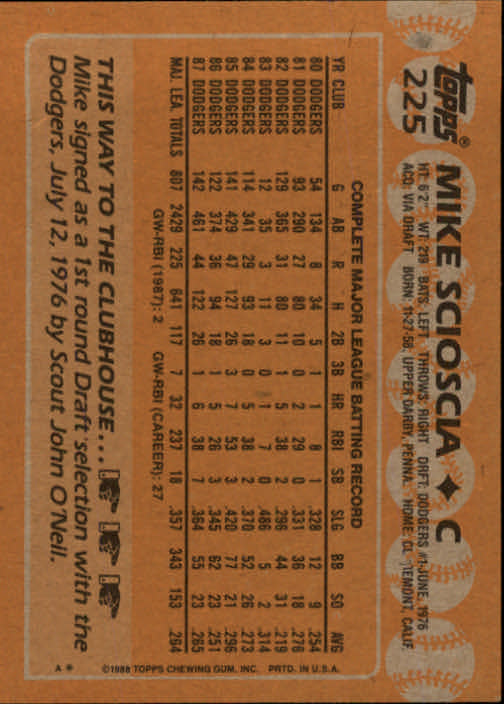 topps®
225
MIKE SCIOSCIA ♦ C
HT: 6'2" WT: 219 BATS: LEFT THROWS: RIGHT DRFT: DODGERS #1-JUNE, 1976
ACQ: VIA DRAFT BORN: 11-27-58, UPPER DARBY, PENNA. HOME: CLAREMONT, CALIF.
COMPLETE MAJOR LEAGUE BATTING RECORD
YR CLUB G AB R H 2B 3B HR RBI SB SLG BB SO AVG
80 DODGERS 54 134 8 34 5 1 1 8 1 .328 12 9 .254
81 DODGERS 93 290 27 80 10 0 2 29 0 .331 36 18 .276
82 DODGERS 129 365 31 80 11 1 5 38 2 .296 44 31 .219
83 DODGERS 12 35 3 11 3 0 1 7 0 .486 5 2 .314
84 DODGERS 114 341 29 93 18 0 5 38 2 .370 52 26 .273
85 DODGERS 141 429 47 127 26 3 7 53 3 .420 77 21 .296
86 DODGERS 122 374 36 94 18 1 5 26 3 .345 62 23 .251
87 DODGERS 142 461 44 122 26 1 6 38 7 .364 55 23 .265
MAJ. LEA. TOTALS 807 2429 225 641 117 7 32 237 18 .357 343 153 .264
GW-RBI (1987): 2 GW-RBI (CAREER): 27
THIS WAY TO THE CLUBHOUSE...
Mike signed as a 1st round Draft selection with the
Dodgers, July 12, 1976 by Scout John O'Neil.
A * ©1988 TOPPS CHEWING GUM, INC. PRTD. IN U.S.A.